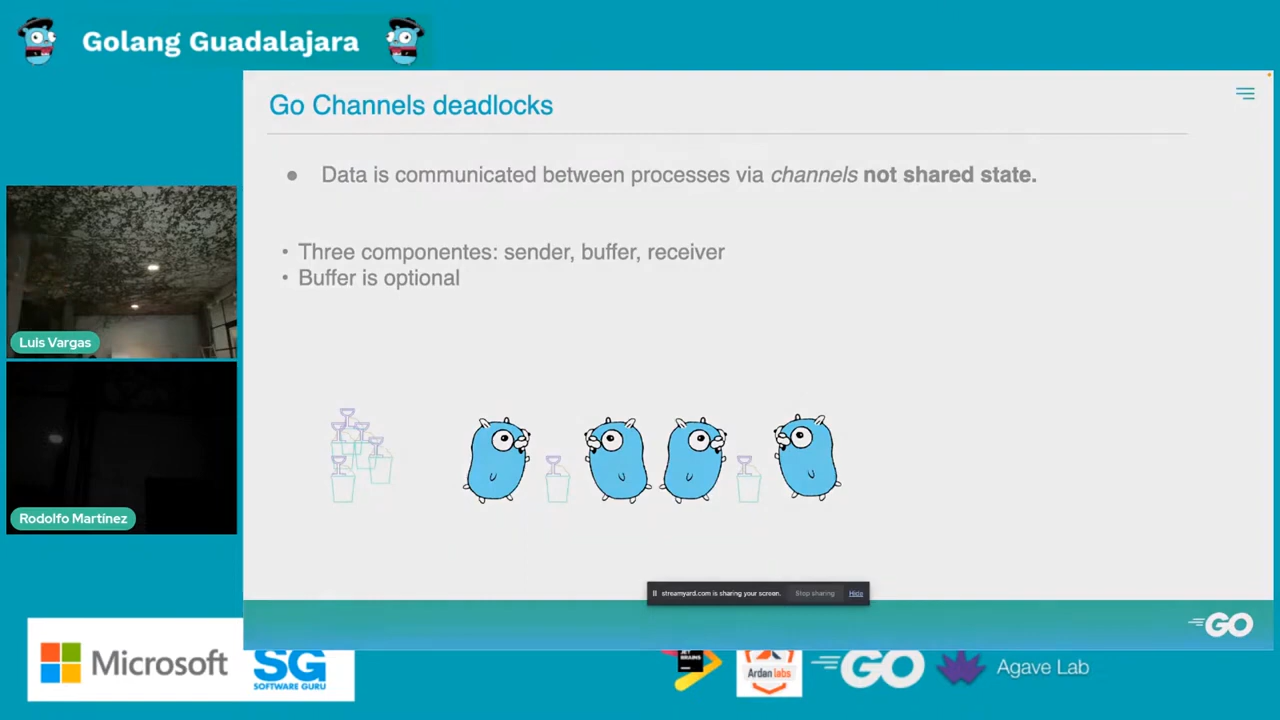 Golang Guadalajara
Go Channels deadlocks
● Data is communicated between processes via channels not shared state.
• Three componentes: sender, buffer, receiver
• Buffer is optional
Luis Vargas
Rodolfo Martínez
streamyard.com is sharing your screen.
Stop sharing
Hide
GO
Microsoft
SG
SOFTWARE GURU
JET
BRAINS
Ardan labs
GO
Agave Lab